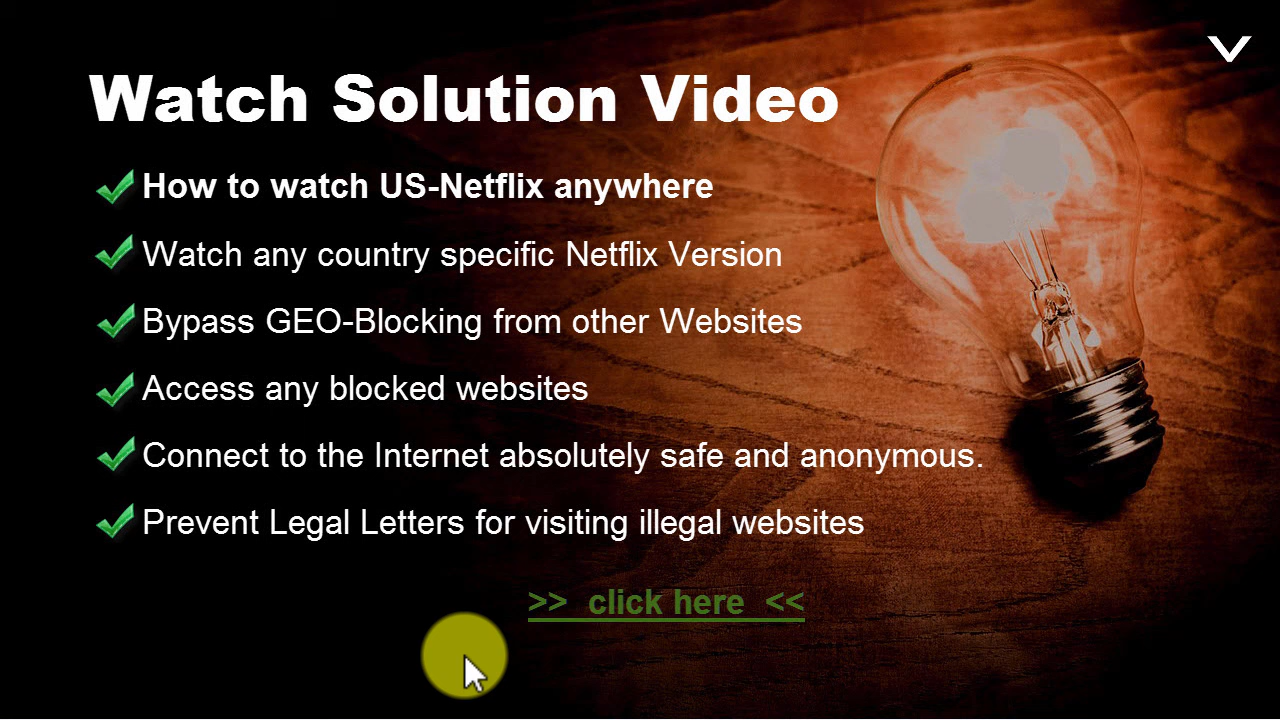 Watch Solution Video
How to watch US-Netflix anywhere
Watch any country specific Netflix Version
Bypass GEO-Blocking from other Websites
Access any blocked websites
Connect to the Internet absolutely safe and anonymous.
Prevent Legal Letters for visiting illegal websites
>> click here <<